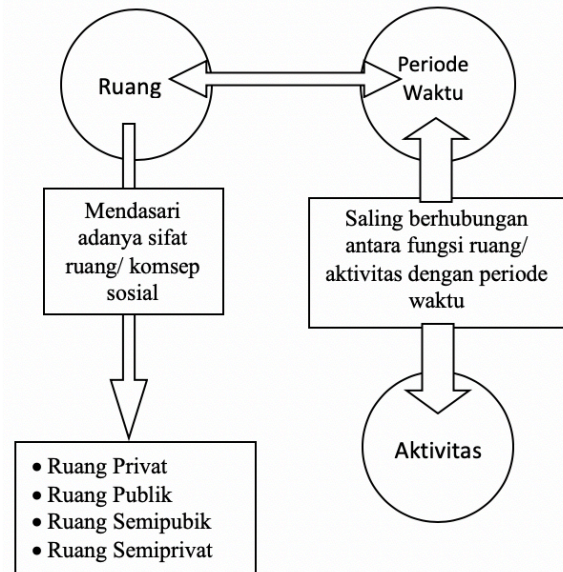 Ruang
Periode
Waktu
Mendasari
adanya sifat
ruang/ komsep
sosial
Saling berhubungan
antara fungsi ruang/
aktivitas dengan periode
waktu
• Ruang Privat
• Ruang Publik
• Ruang Semipubik
• Ruang Semiprivat
Aktivitas